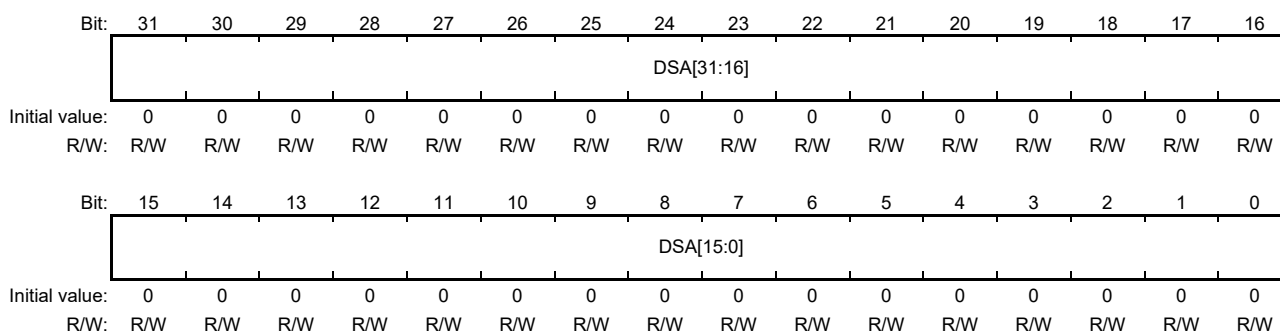 Bit: 31 30 29 28 27 26 25 24 23 22 21 20 19 18 17 16
DSA[31:16]
Initial value: 0 0 0 0 0 0 0 0 0 0 0 0 0 0 0 0
R/W: R/W R/W R/W R/W R/W R/W R/W R/W R/W R/W R/W R/W R/W R/W R/W R/W
Bit: 15 14 13 12 11 10 9 8 7 6 5 4 3 2 1 0
DSA[15:0]
Initial value: 0 0 0 0 0 0 0 0 0 0 0 0 0 0 0 0
R/W: R/W R/W R/W R/W R/W R/W R/W R/W R/W R/W R/W R/W R/W R/W R/W R/W